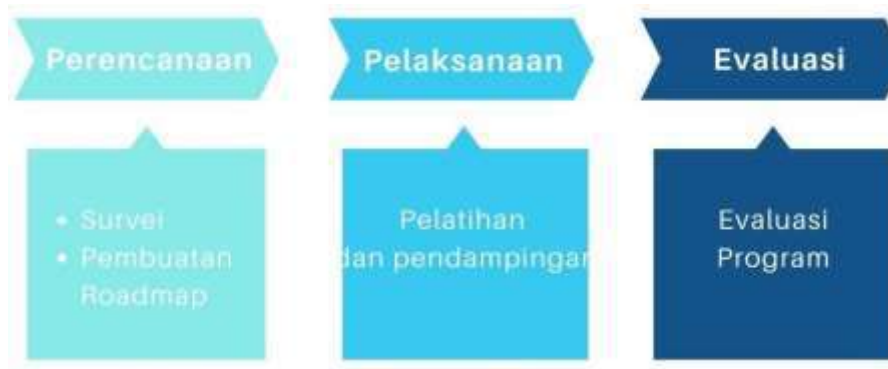 Perencanaan
Pelaksanaan
Evaluasi
• Survei
• Pembuatan
Roadmap
Pelatihan
dan pendampingan
Evaluasi
Program